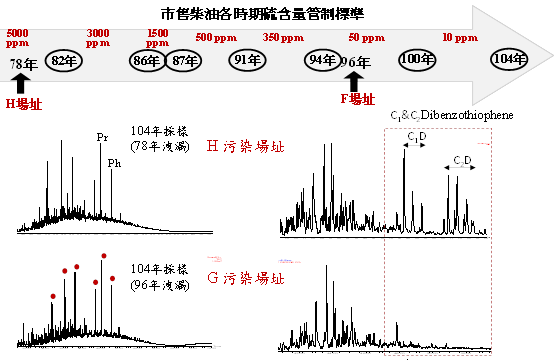 市售柴油各時期硫含量管制標準
5000 ppm
3000 ppm
1500 ppm
500 ppm
350 ppm
50 ppm
10 ppm
78年
82年
86年
87年
91年
94年
96年
100年
104年
H場址
F場址
C₁&C₂Dibenzothiophene
104年採樣
(78年洩漏)
H污染場址
Pr
Ph
C₁D
C₂D
104年採樣
(96年洩漏)
G污染場址